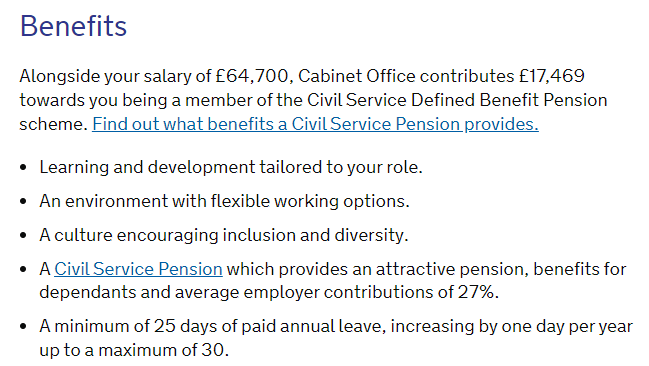 Benefits
Alongside your salary of £64,700, Cabinet Office contributes £17,469
towards you being a member of the Civil Service Defined Benefit Pension
scheme. Find out what benefits a Civil Service Pension provides.
• Learning and development tailored to your role.
• An environment with flexible working options.
• A culture encouraging inclusion and diversity.
• A Civil Service Pension which provides an attractive pension, benefits for
dependants and average employer contributions of 27%.
• A minimum of 25 days of paid annual leave, increasing by one day per year
up to a maximum of 30.